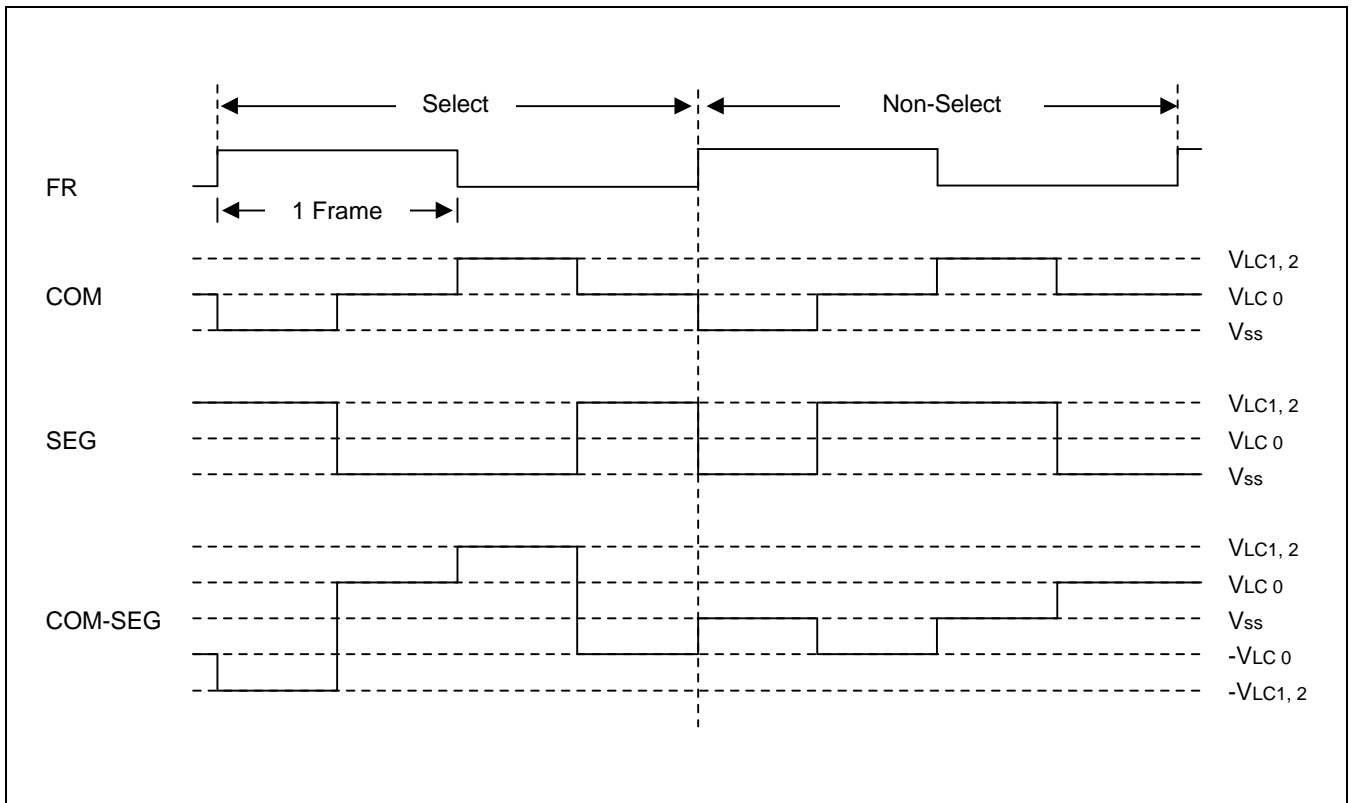 Select
Non-Select
FR
1 Frame
VLC1, 2
COM
VLC 0
Vss
VLC1, 2
SEG
VLC 0
Vss
VLC1, 2
VLC 0
COM-SEG
Vss
-VLC 0
-VLC1, 2